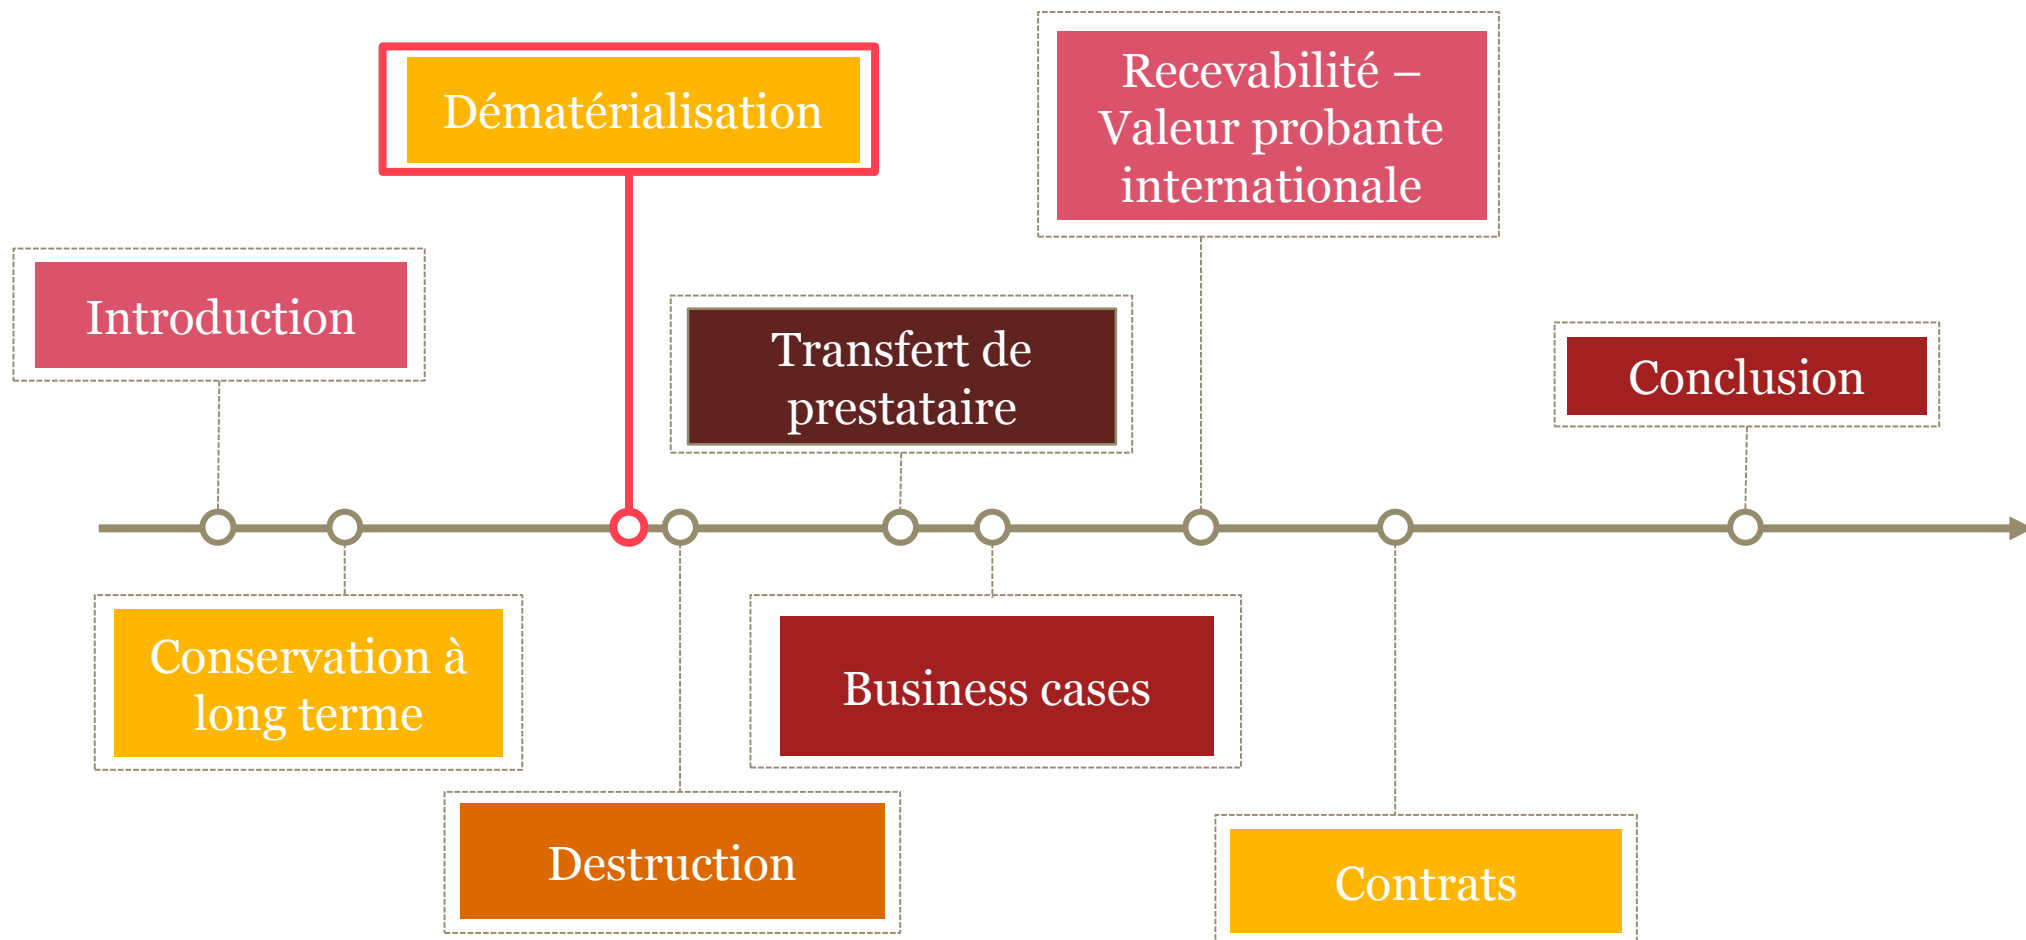 Introduction
Conservation à
long terme
Dématérialisation
Destruction
Transfert de
prestataire
Business cases
Recevabilité –
Valeur probante
internationale
Contrats
Conclusion